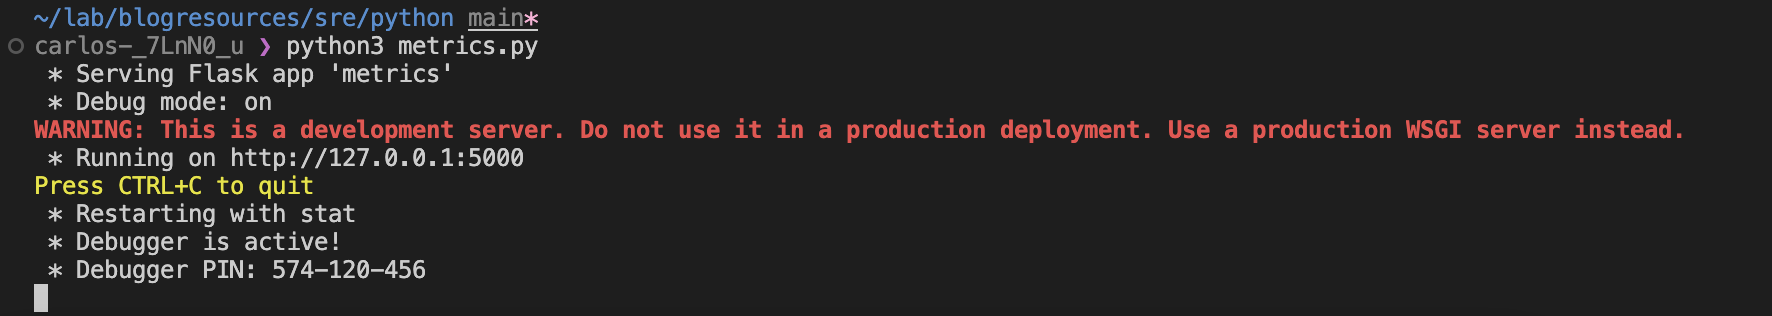 ~/lab/blogresources/sre/python main*
carlos-_7LnN0_u ❯ python3 metrics.py
 * Serving Flask app 'metrics'
 * Debug mode: on
WARNING: This is a development server. Do not use it in a production deployment. Use a production WSGI server instead.
 * Running on http://127.0.0.1:5000
Press CTRL+C to quit
 * Restarting with stat
 * Debugger is active!
 * Debugger PIN: 574-120-456